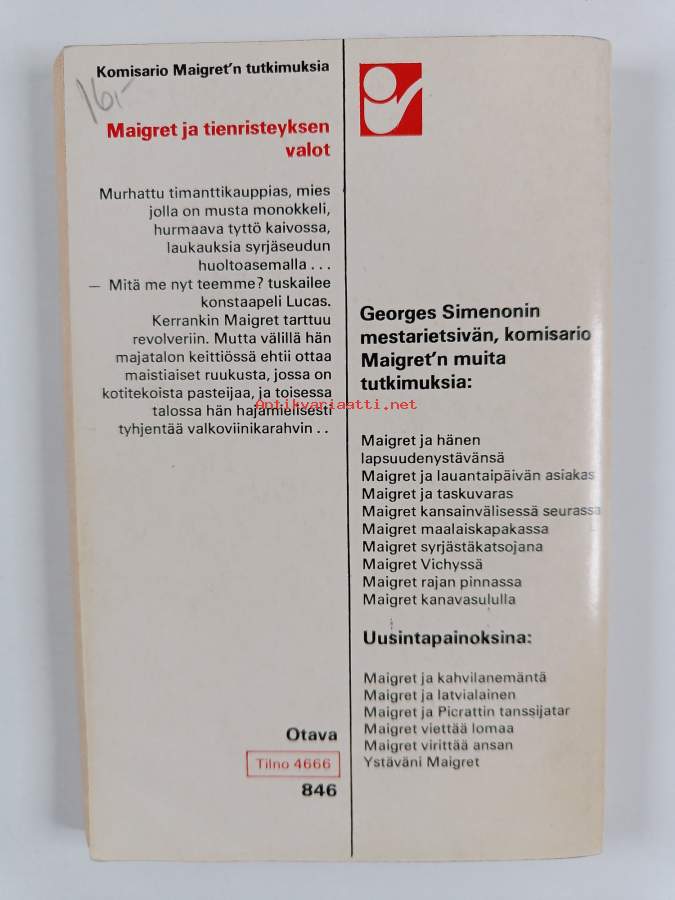 Komisario Maigret'n tutkimuksia
16,-
Maigret ja tienristeyksen
valot
Murhattu timanttikauppias, mies
jolla on musta monokkeli,
hurmaava tyttö kaivossa,
laukauksia syrjäseudun
huoltoasemalla . . .
— Mitä me nyt teemme? tuskailee
konstaapeli Lucas.
Kerrankin Maigret tarttuu
revolveriin. Mutta välillä hän
majatalon keittiössä ehtii ottaa
maistiaiset ruukusta, jossa on
kotitekoista pasteijaa, ja toisessa
talossa hän hajamielisesti
tyhjentää valkoviinikarahvin . .
Otava
Tilno 4666
846
Georges Simenonin
mestarietsivän, komisario
Maigret'n muita
tutkimuksia:
Maigret ja hänen
lapsuudenystävänsä
Maigret ja lauantaipäivän asiakas
Maigret ja taskuvaras
Maigret kansainvälisessä seurassa
Maigret maalaiskapakassa
Maigret syrjästäkatsojana
Maigret Vichyssä
Maigret rajan pinnassa
Maigret kanavasululla
Uusintapainoksina:
Maigret ja kahvilanemäntä
Maigret ja latvialainen
Maigret ja Picrattin tanssijatar
Maigret viettää lomaa
Maigret virittää ansan
Ystäväni Maigret
Antikvariaatti.net